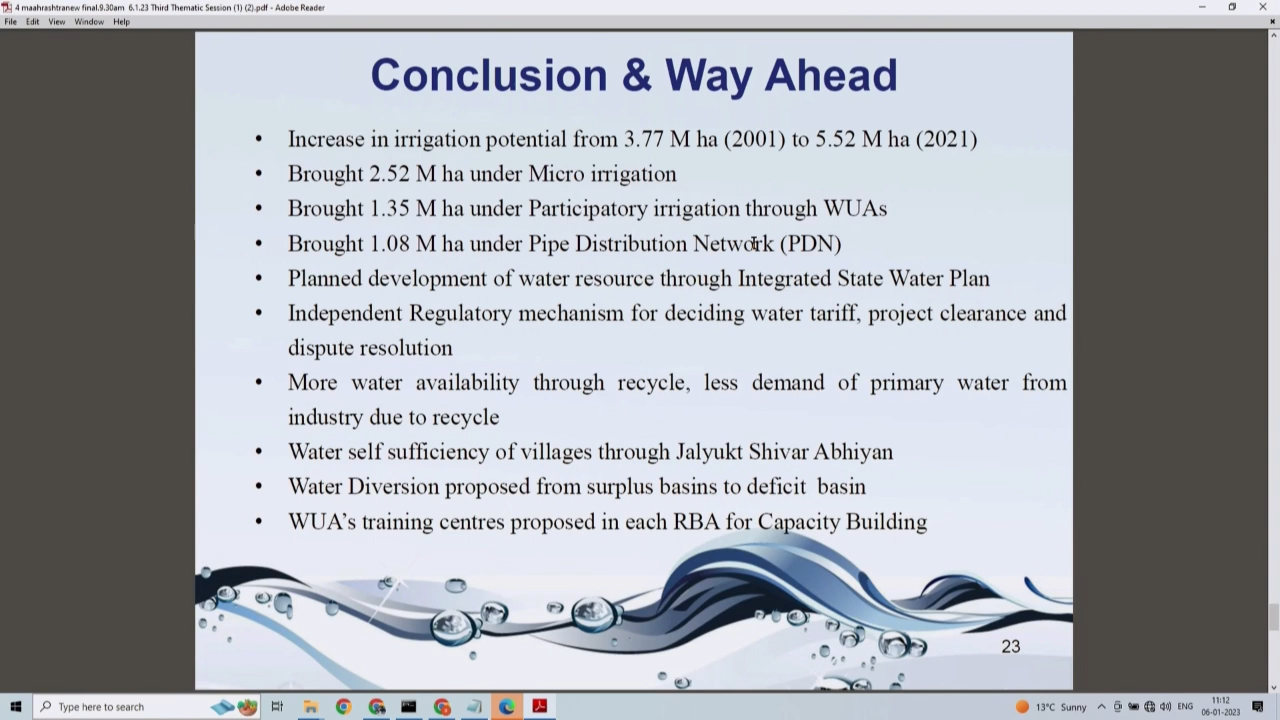 4 maahrashtranew final.9.30am 6.1.23 Third Thematic Session (1) (2).pdf - Adobe Reader
File Edit View Window Help
Conclusion & Way Ahead
• Increase in irrigation potential from 3.77 M ha (2001) to 5.52 M ha (2021)
• Brought 2.52 M ha under Micro irrigation
• Brought 1.35 M ha under Participatory irrigation through WUAs
• Brought 1.08 M ha under Pipe Distribution Network (PDN)
• Planned development of water resource through Integrated State Water Plan
• Independent Regulatory mechanism for deciding water tariff, project clearance and
dispute resolution
• More water availability through recycle, less demand of primary water from
industry due to recycle
• Water self sufficiency of villages through Jalyukt Shivar Abhiyan
• Water Diversion proposed from surplus basins to deficit basin
• WUA's training centres proposed in each RBA for Capacity Building
23
Type here to search
13°C Sunny
ENG
11:12
06-01-2023